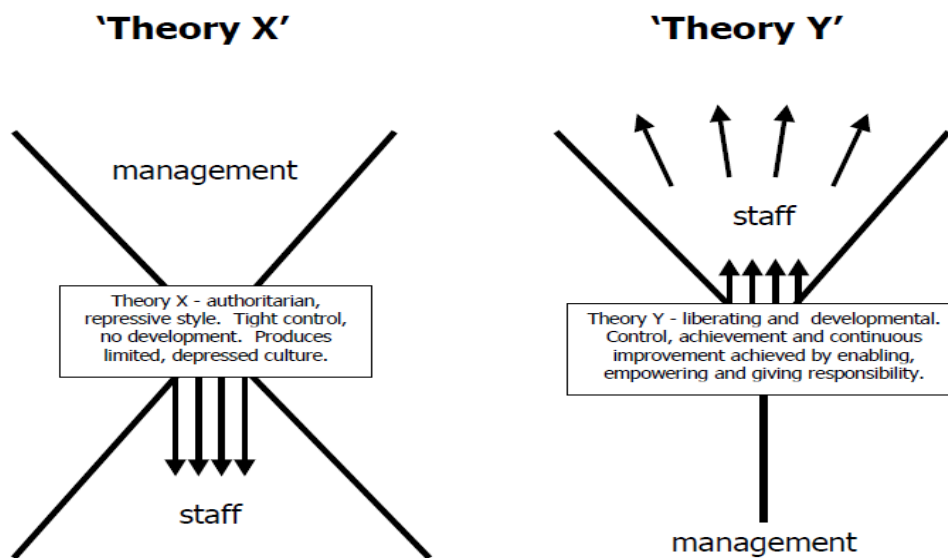 ‘Theory X’
management
Theory X - authoritarian,
repressive style. Tight control,
no development. Produces
limited, depressed culture.
staff
‘Theory Y’
staff
Theory Y - liberating and developmental.
Control, achievement and continuous
improvement achieved by enabling,
empowering and giving responsibility.
management